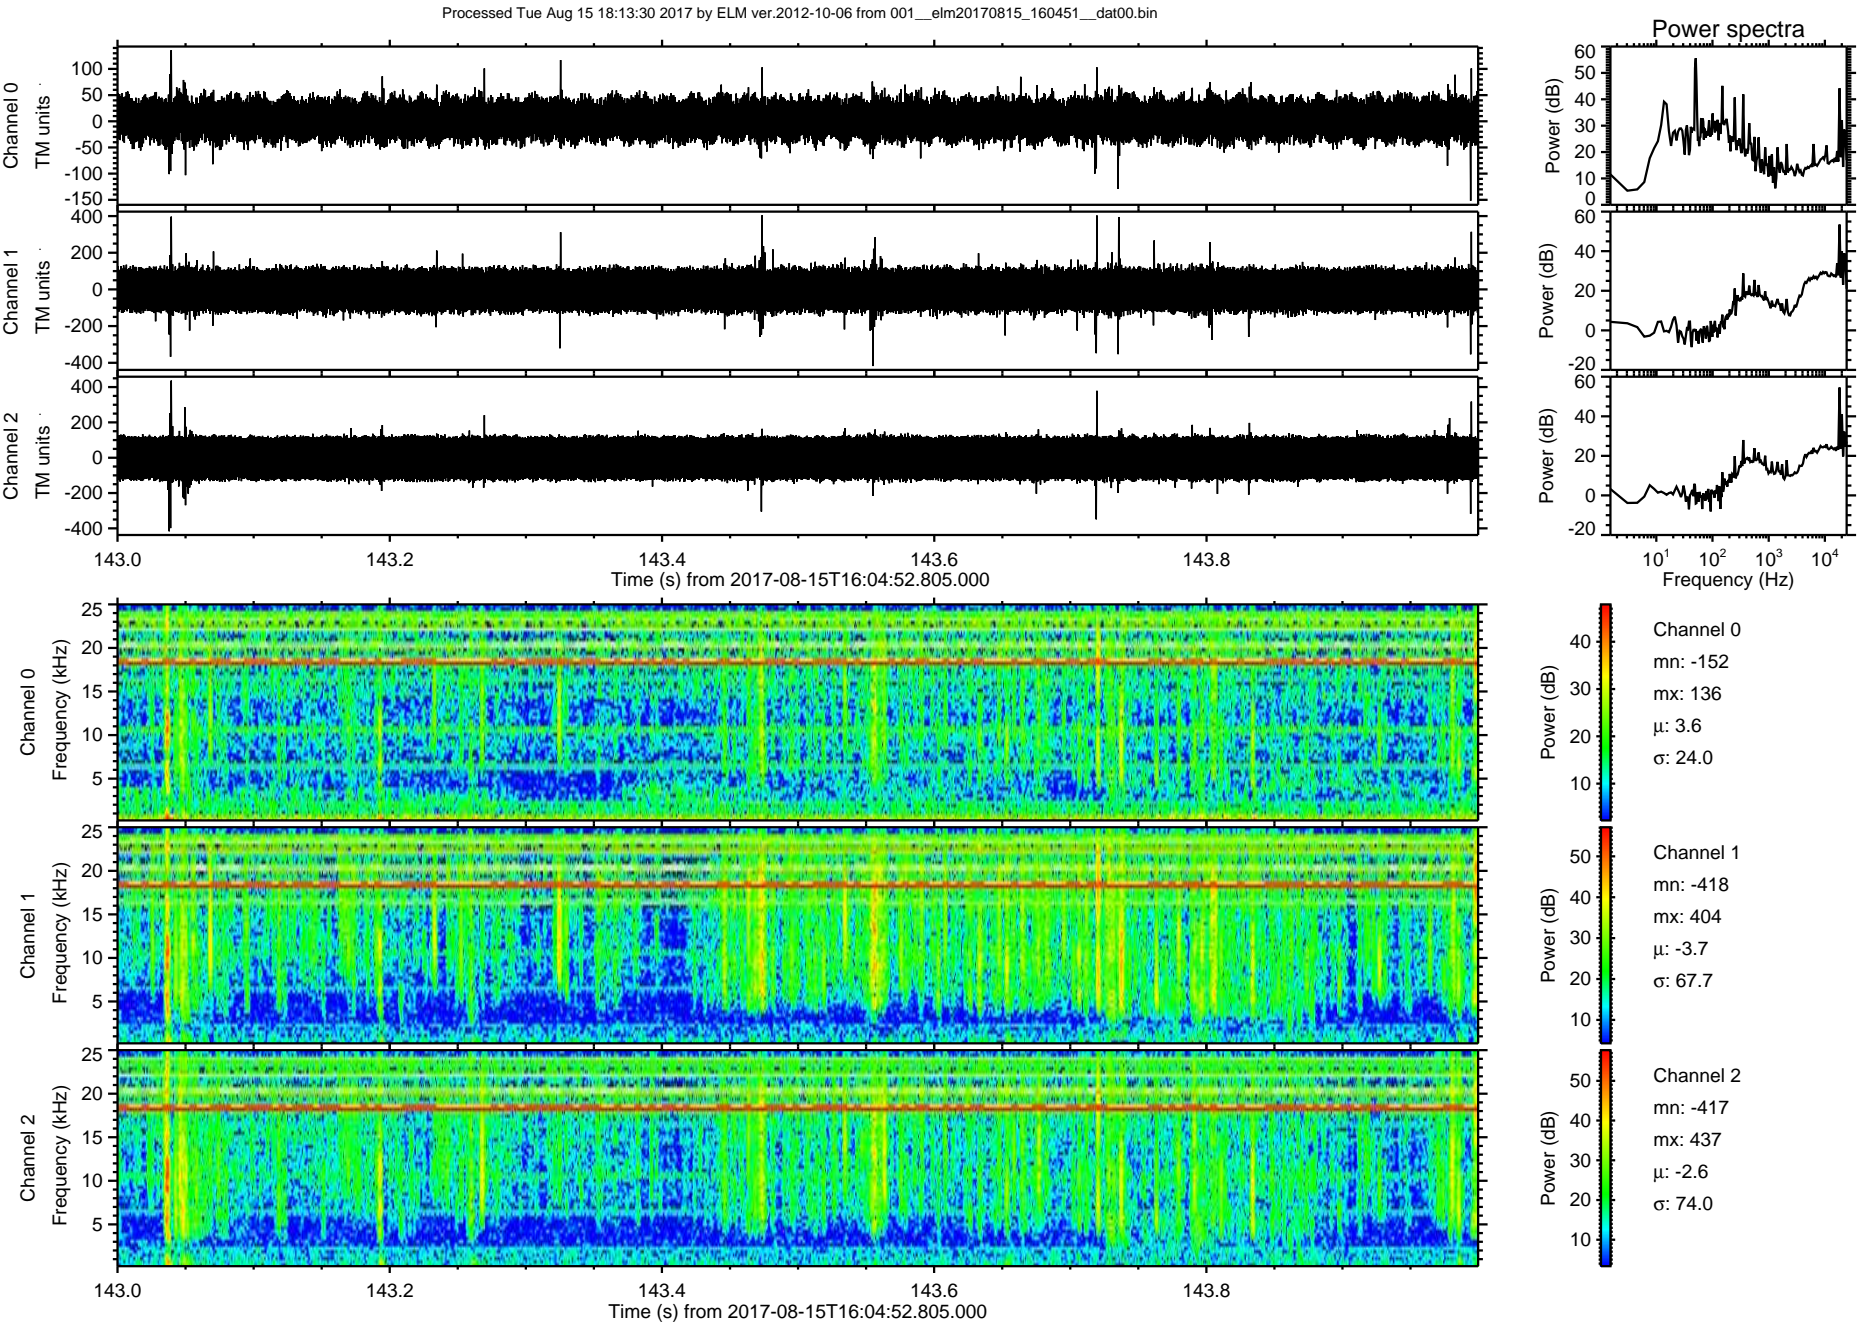 Processed Tue Aug 15 18:13:30 2017 by ELM ver.2012-10-06 from 001__elm20170815_160451__dat00.bin
Power spectra
Channel 0
TM units
100
50
0
-50
-100
-150
Power (dB)
60
50
40
30
20
10
0
Channel 1
TM units
400
200
0
-200
-400
Power (dB)
60
40
20
0
-20
Channel 2
TM units
400
200
0
-200
-400
Power (dB)
60
40
20
0
-20
143.0 143.2 143.4 143.6 143.8
Time (s) from 2017-08-15T16:04:52.805.000
10¹ 10² 10³ 10⁴
Frequency (Hz)
Channel 0
Frequency (kHz)
25
20
15
10
5
Power (dB)
40
30
20
10
Channel 0
mn: -152
mx: 136
μ: 3.6
σ: 24.0
Channel 1
Frequency (kHz)
25
20
15
10
5
Power (dB)
50
40
30
20
10
Channel 1
mn: -418
mx: 404
μ: -3.7
σ: 67.7
Channel 2
Frequency (kHz)
25
20
15
10
5
Power (dB)
50
40
30
20
10
Channel 2
mn: -417
mx: 437
μ: -2.6
σ: 74.0
143.0 143.2 143.4 143.6 143.8
Time (s) from 2017-08-15T16:04:52.805.000